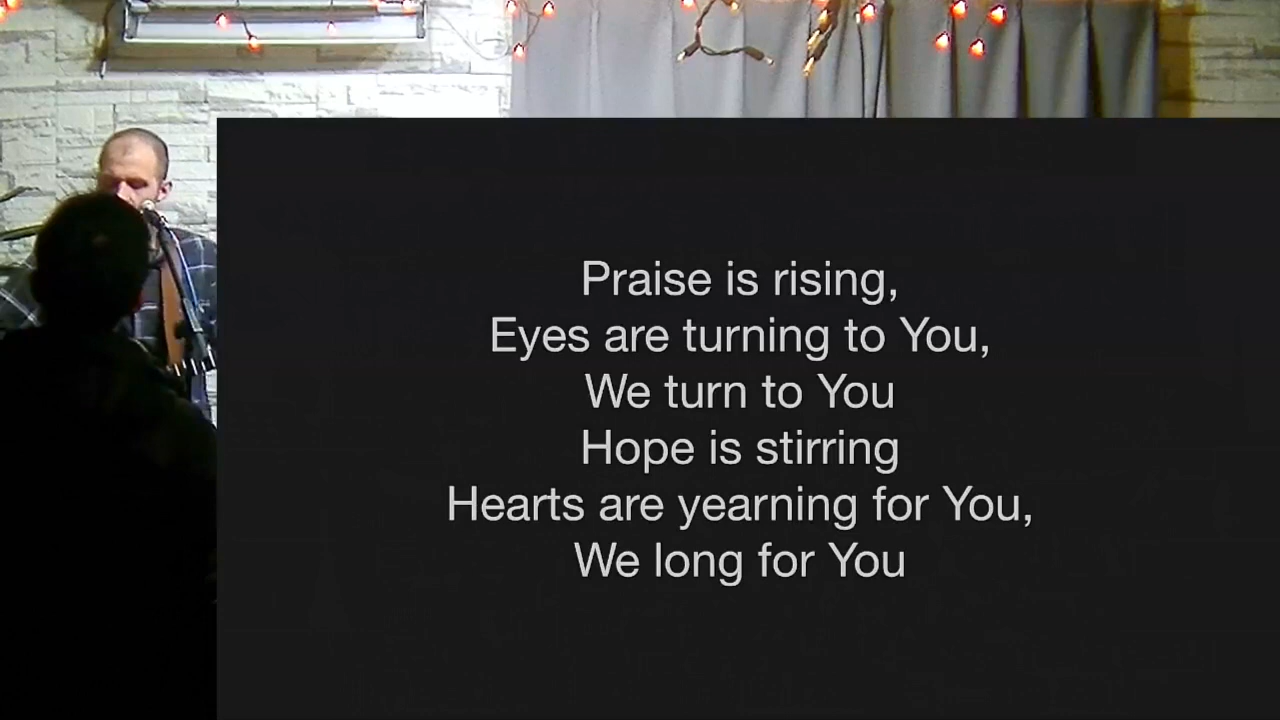 Praise is rising,
Eyes are turning to You,
We turn to You
Hope is stirring
Hearts are yearning for You,
We long for You